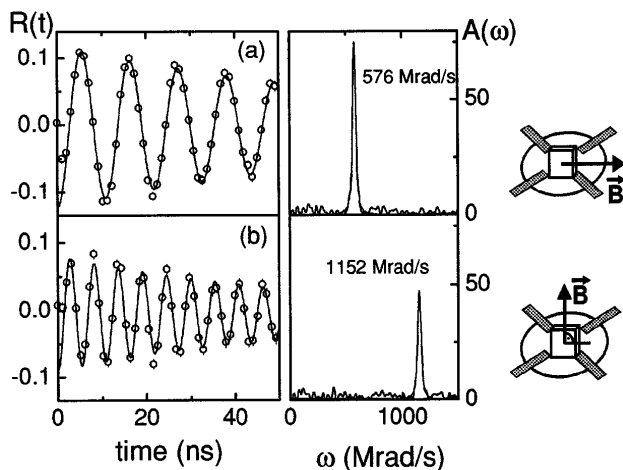 R(t)
A(ω)
(a)
0.1
0.0
-0.1
576 Mrad/s
50
0
B
(b)
0.1
0.0
-0.1
1152 Mrad/s
50
0
B
0 20 40
0 1000
time (ns)
ω (Mrad/s)